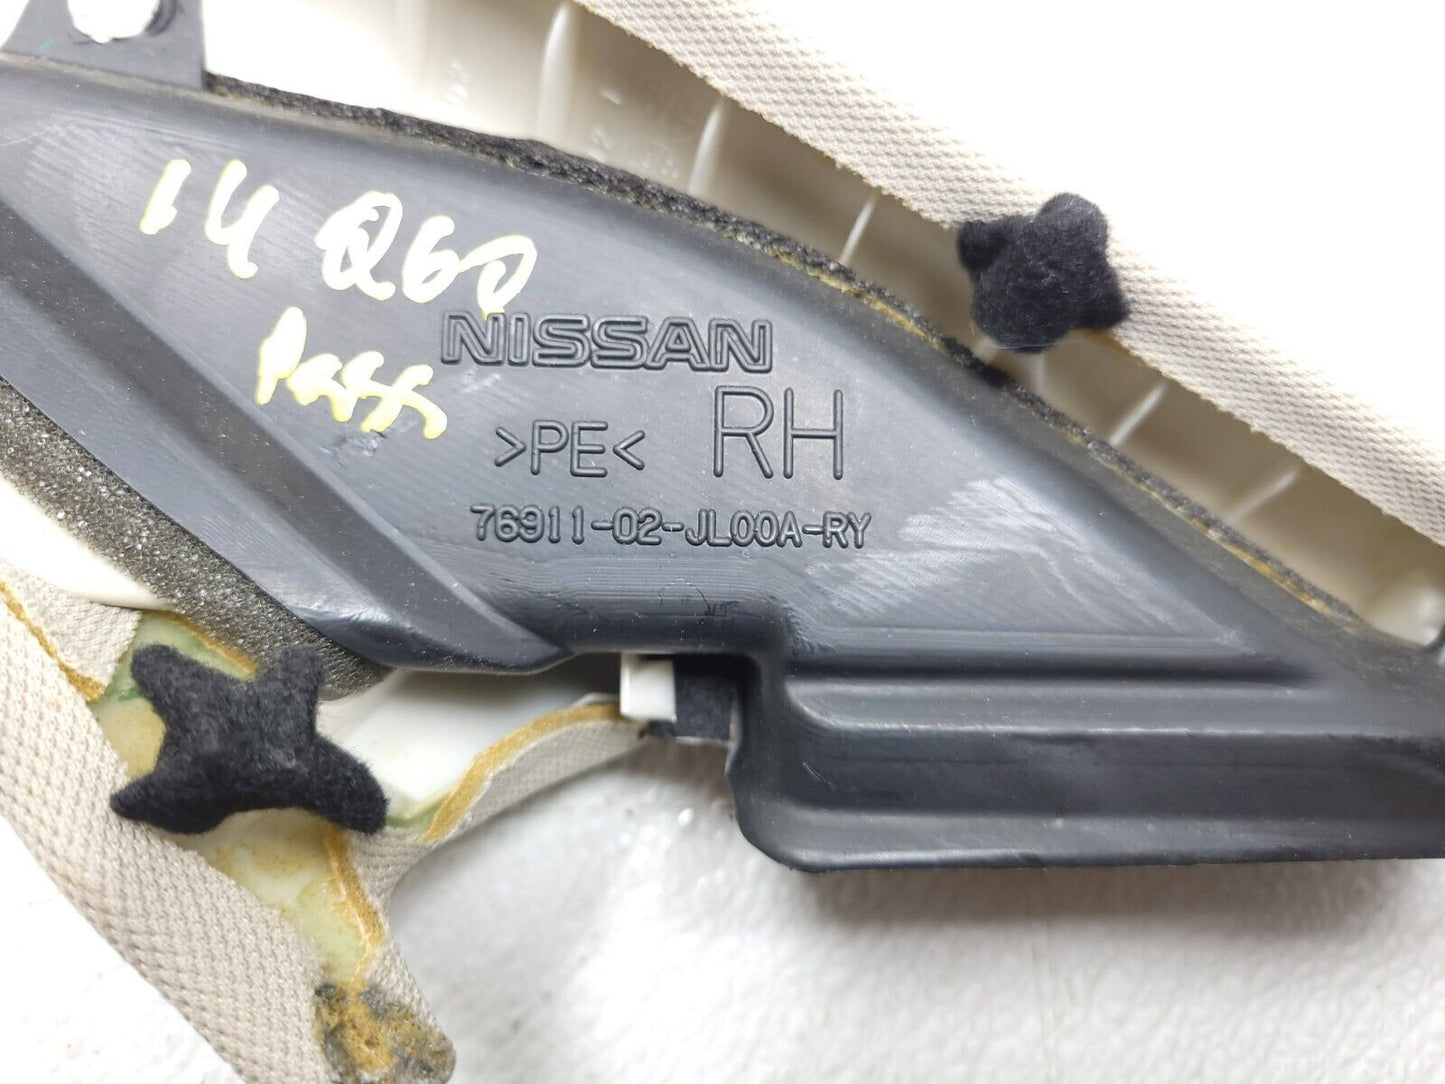 14 Q60
Pass
NISSAN
>PE< RH
76911-02-JL00A-RY